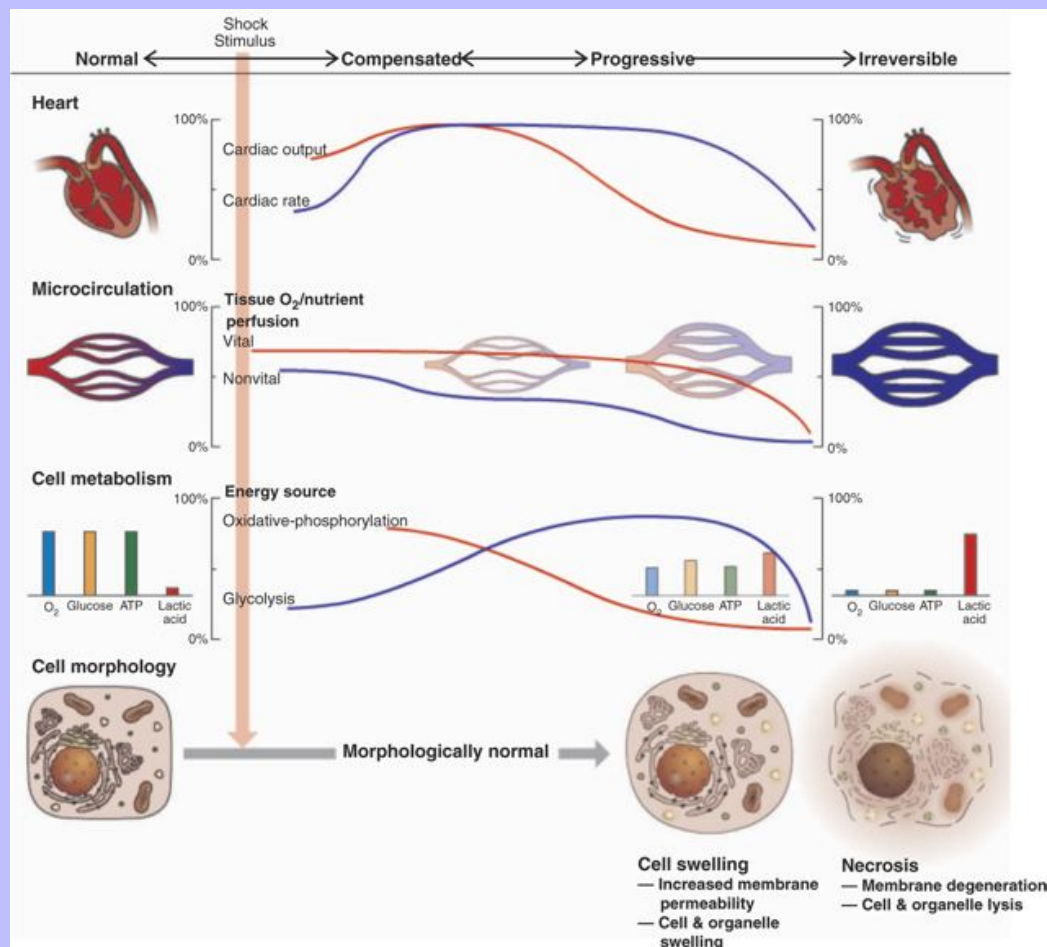 Shock
Stimulus
Normal Compensated Progressive Irreversible
Heart
100% 100%
Cardiac output
Cardiac rate
0% 0%
Microcirculation
Tissue O₂/nutrient
perfusion
100% 100%
Vital
Nonvital
0% 0%
Cell metabolism
Energy source
100% 100%
Oxidative-phosphorylation
Glycolysis
O₂ Glucose ATP Lactic
acid
O₂ Glucose ATP Lactic
acid
O₂ Glucose ATP Lactic
acid
0% 0%
Cell morphology
Morphologically normal
Cell swelling
— Increased membrane
permeability
— Cell & organelle
swelling
Necrosis
— Membrane degeneration
— Cell & organelle lysis